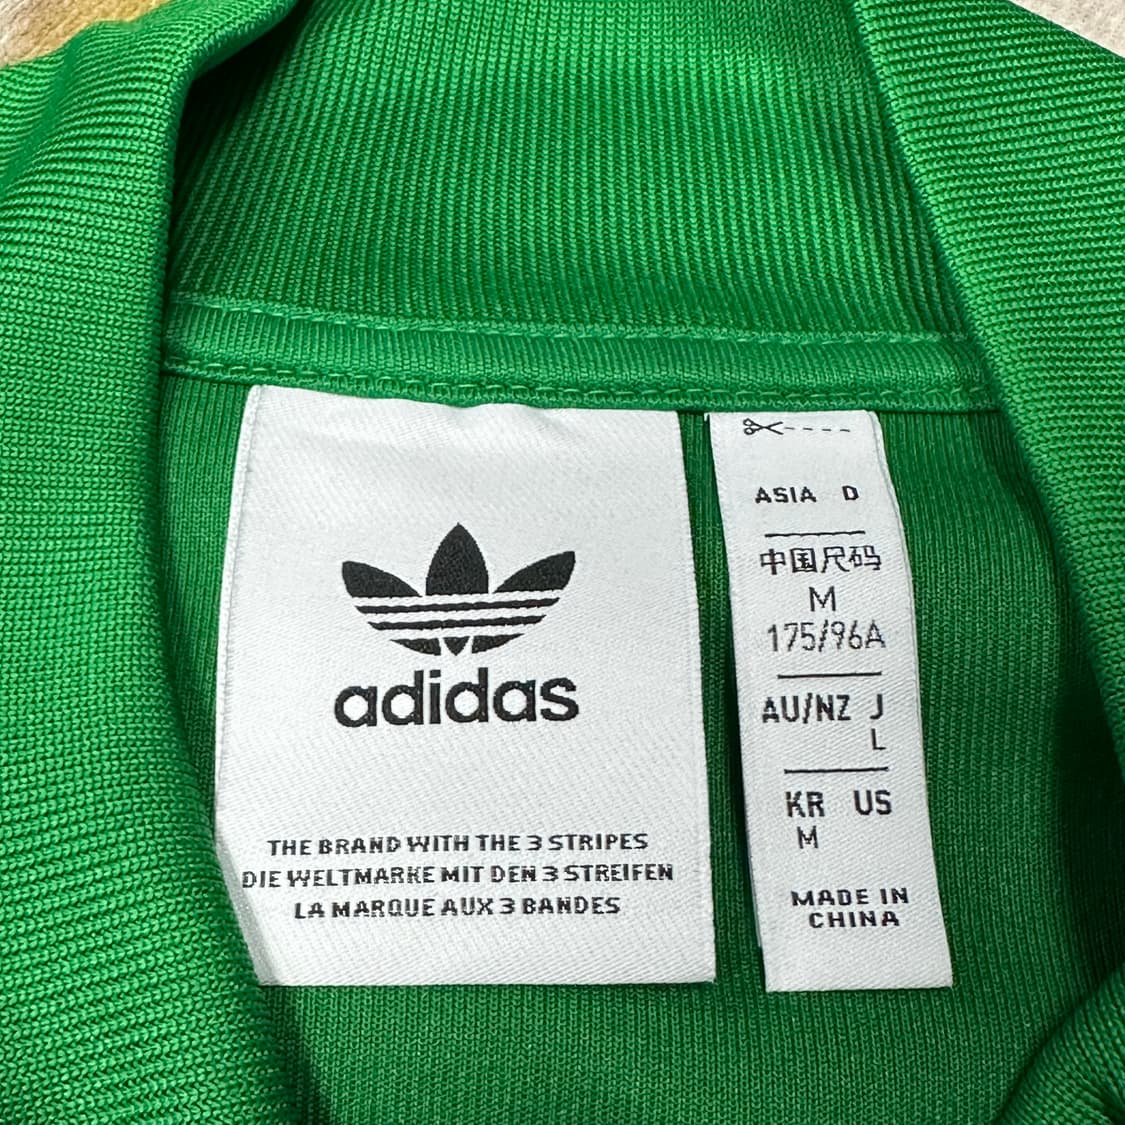 adidas
THE BRAND WITH THE 3 STRIPES
DIE WELTMARKE MIT DEN 3 STREIFEN
LA MARQUE AUX 3 BANDES
ASIA D
中国尺码
M
175/96A
AU/NZ J
L
KR US
M
MADE IN
CHINA